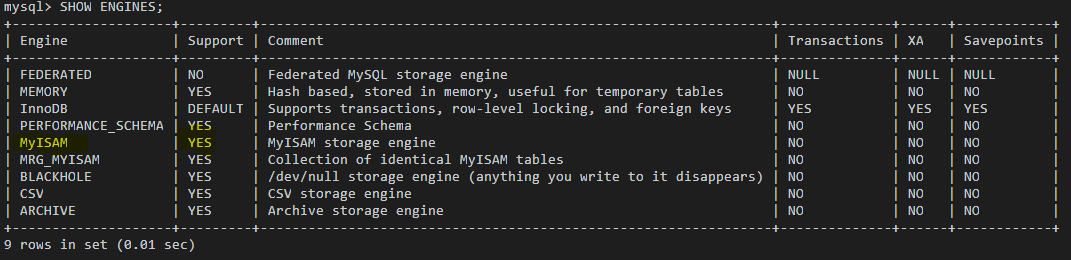 mysql> SHOW ENGINES;
+--------------------+---------+----------------------------------------------------------------+--------------+------+------------+
| Engine             | Support | Comment                                                        | Transactions | XA   | Savepoints |
+--------------------+---------+----------------------------------------------------------------+--------------+------+------------+
| FEDERATED          | NO      | Federated MySQL storage engine                                 | NULL         | NULL | NULL       |
| MEMORY             | YES     | Hash based, stored in memory, useful for temporary tables      | NO           | NO   | NO         |
| InnoDB             | DEFAULT | Supports transactions, row-level locking, and foreign keys     | YES          | YES  | YES        |
| PERFORMANCE_SCHEMA | YES     | Performance Schema                                             | NO           | NO   | NO         |
| MyISAM             | YES     | MyISAM storage engine                                          | NO           | NO   | NO         |
| MRG_MYISAM         | YES     | Collection of identical MyISAM tables                          | NO           | NO   | NO         |
| BLACKHOLE          | YES     | /dev/null storage engine (anything you write to it disappears) | NO           | NO   | NO         |
| CSV                | YES     | CSV storage engine                                             | NO           | NO   | NO         |
| ARCHIVE            | YES     | Archive storage engine                                         | NO           | NO   | NO         |
+--------------------+---------+----------------------------------------------------------------+--------------+------+------------+
9 rows in set (0.01 sec)